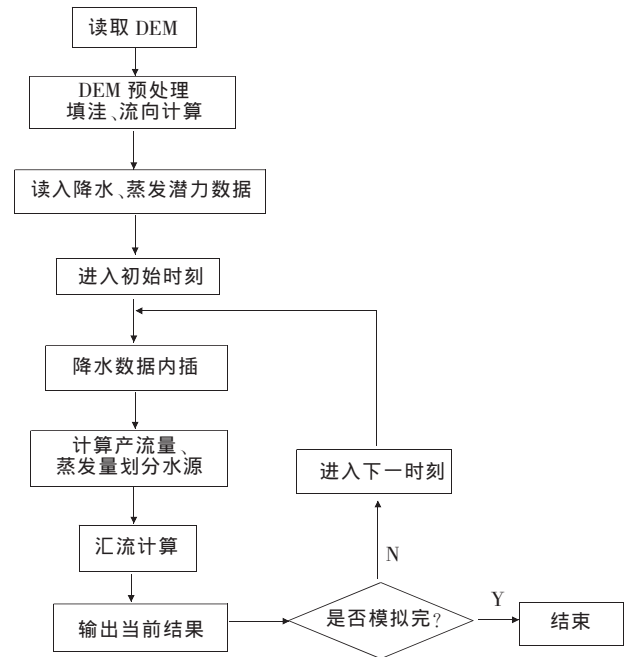 读取 DEM
DEM 预处理
填洼、流向计算
读入降水、蒸发潜力数据
进入初始时刻
降水数据内插
计算产流量、
蒸发量划分水源
进入下一时刻
汇流计算
N
输出当前结果
是否模拟完?
Y
结束